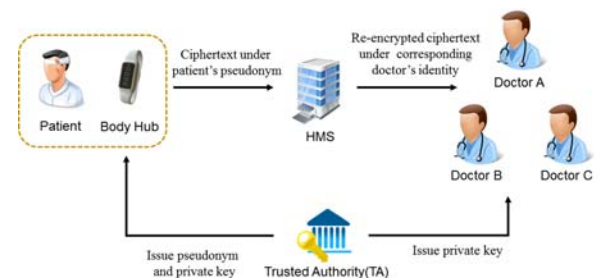 Ciphertext under
patient's pseudonym
Re-encrypted ciphertext
under corresponding
doctor's identity
Doctor A
Patient
Body Hub
HMS
Doctor B
Doctor C
Issue pseudonym
and private key
Trusted Authority(TA)
Issue private key